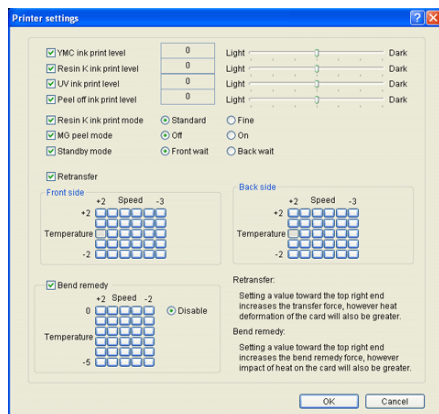 Printer settings
YMC ink print level 0 Light Dark
Resin K ink print level 0 Light Dark
UV ink print level 0 Light Dark
Peel off ink print level 0 Light Dark
Resin K ink print mode Standard Fine
MG peel mode Off On
Standby mode Front wait Back wait
Retransfer
Front side
+2 Speed -3
+2
Temperature
-2
Back side
+2 Speed -3
+2
Temperature
-2
Bend remedy
+2 Speed -2
0 Disable
Temperature
-5
Retransfer:
Setting a value toward the top right end
increases the transfer force, however heat
deformation of the card will also be greater.
Bend remedy:
Setting a value toward the top right end
increases the bend remedy force, however
impact of heat on the card will also be greater.
OK Cancel